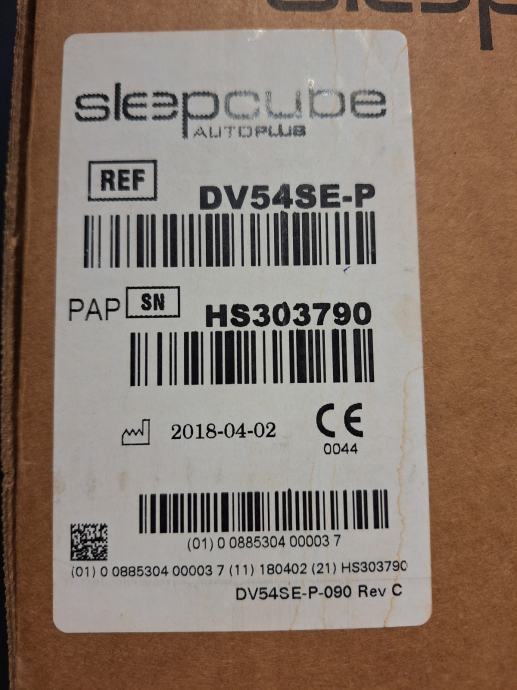 sleepcube
sleepcube
AUTOPLUS
REF
DV54SE-P
PAP SN HS303790
2018-04-02
CE
0044
(01) 0 0885304 00003 7
(01) 0 0885304 00003 7 (11) 180402 (21) HS303790
DV54SE-P-090 Rev C